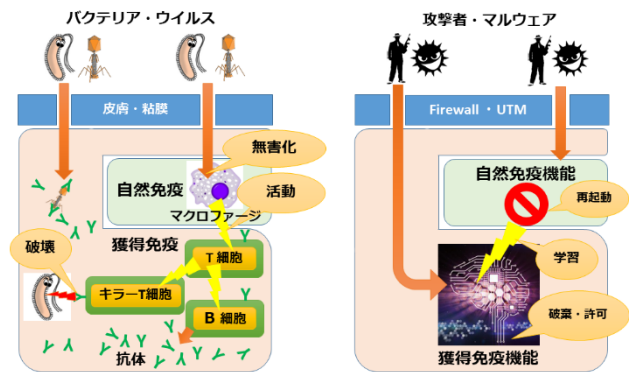 バクテリア・ウイルス
皮膚・粘膜
無害化
自然免疫
活動
マクロファージ
獲得免疫
破壊
T 細胞
キラーT細胞
B 細胞
抗体
攻撃者・マルウェア
Firewall ・UTM
自然免疫機能
再起動
学習
破棄・許可
獲得免疫機能